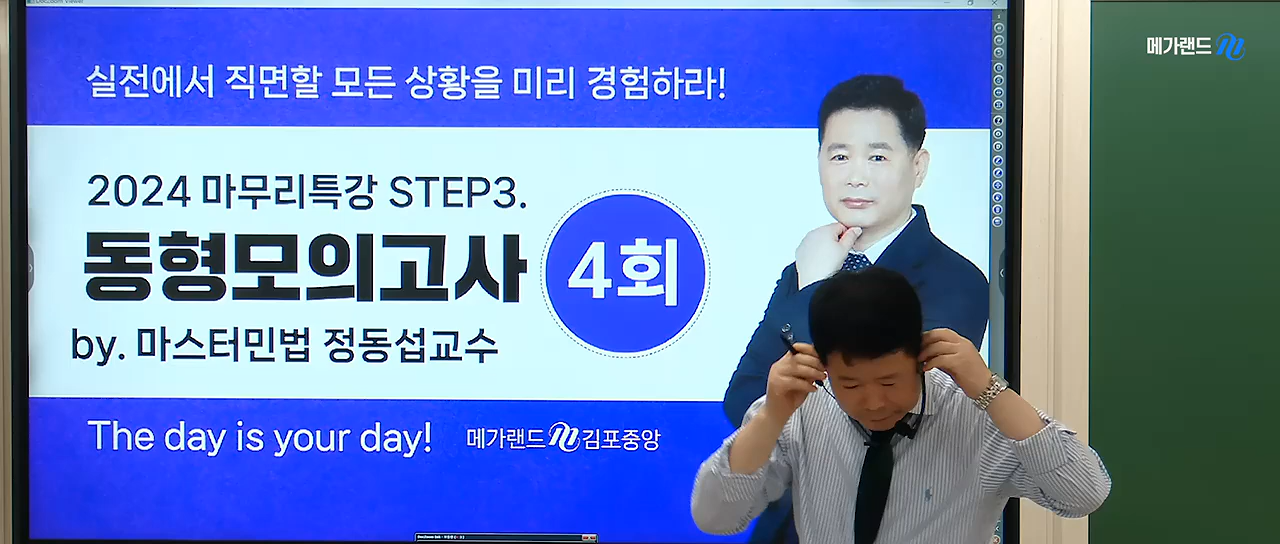 실전에서 직면할 모든 상황을 미리 경험하라!
메가랜드
2024 마무리특강 STEP3.
동형모의고사
4회
by. 마스터민법 정동섭교수
The day is your day!
메가랜드 김포중앙